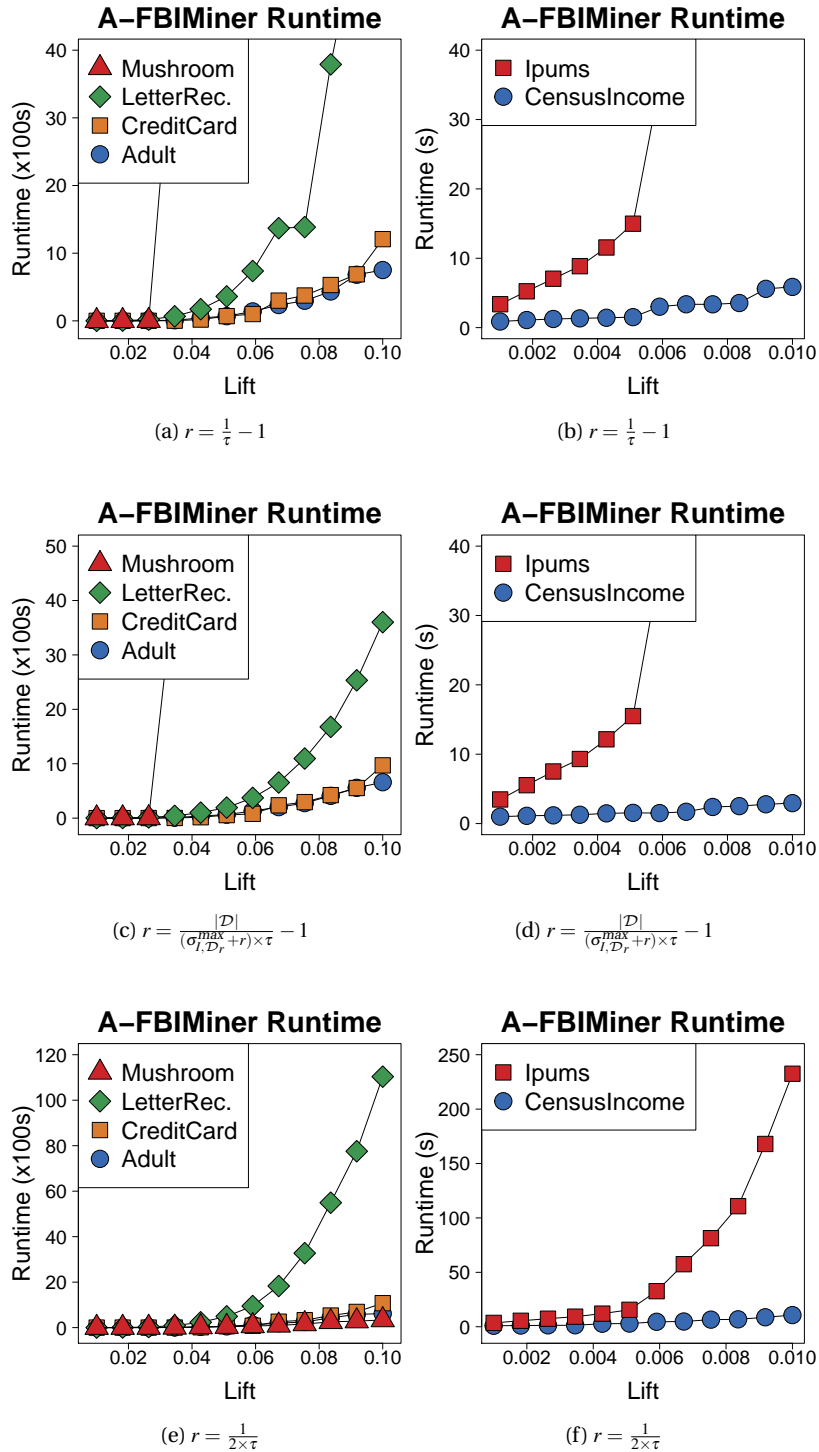 A−FBIMiner Runtime
Runtime (x100s)
40
30
20
10
0
Mushroom
LetterRec.
CreditCard
Adult
0.02 0.04 0.06 0.08 0.10
Lift
(a) r = 1/τ − 1
A−FBIMiner Runtime
Runtime (s)
40
30
20
10
0
Ipums
CensusIncome
0.002 0.004 0.006 0.008 0.010
Lift
(b) r = 1/τ − 1
A−FBIMiner Runtime
Runtime (x100s)
50
40
30
20
10
0
Mushroom
LetterRec.
CreditCard
Adult
0.02 0.04 0.06 0.08 0.10
Lift
(c) r = |𝒟|/((σ^max_{I,𝒟_r}+r)×τ) − 1
A−FBIMiner Runtime
Runtime (s)
40
30
20
10
0
Ipums
CensusIncome
0.002 0.004 0.006 0.008 0.010
Lift
(d) r = |𝒟|/((σ^max_{I,𝒟_r}+r)×τ) − 1
A−FBIMiner Runtime
Runtime (x100s)
120
100
80
60
40
20
0
Mushroom
LetterRec.
CreditCard
Adult
0.02 0.04 0.06 0.08 0.10
Lift
(e) r = 1/(2×τ)
A−FBIMiner Runtime
Runtime (s)
250
200
150
100
50
0
Ipums
CensusIncome
0.002 0.004 0.006 0.008 0.010
Lift
(f) r = 1/(2×τ)